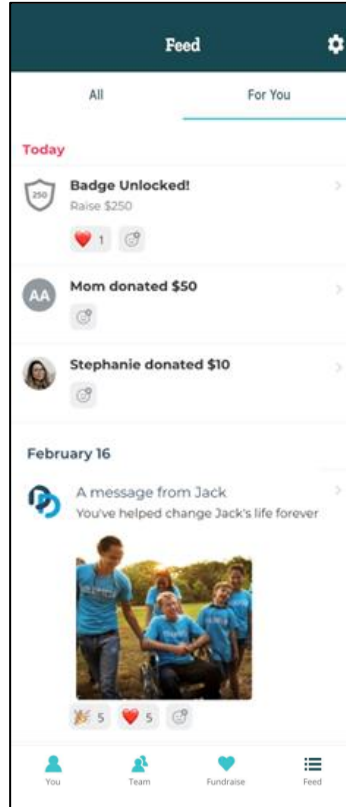 Feed
All
For You
Today
250
Badge Unlocked!
Raise $250
1
AA
Mom donated $50
Stephanie donated $10
February 16
A message from Jack
You've helped change Jack's life forever
5
5
You
Team
Fundraise
Feed